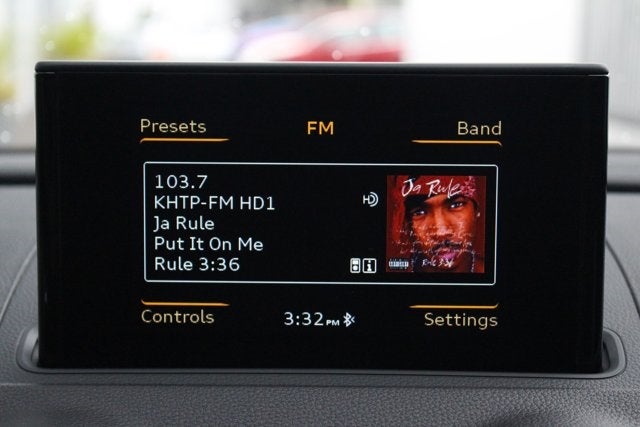 Presets FM Band
103.7
KHTP-FM HD1
Ja Rule
Put It On Me
Rule 3:36
HD
Ja Rule
Controls 3:32PM Settings